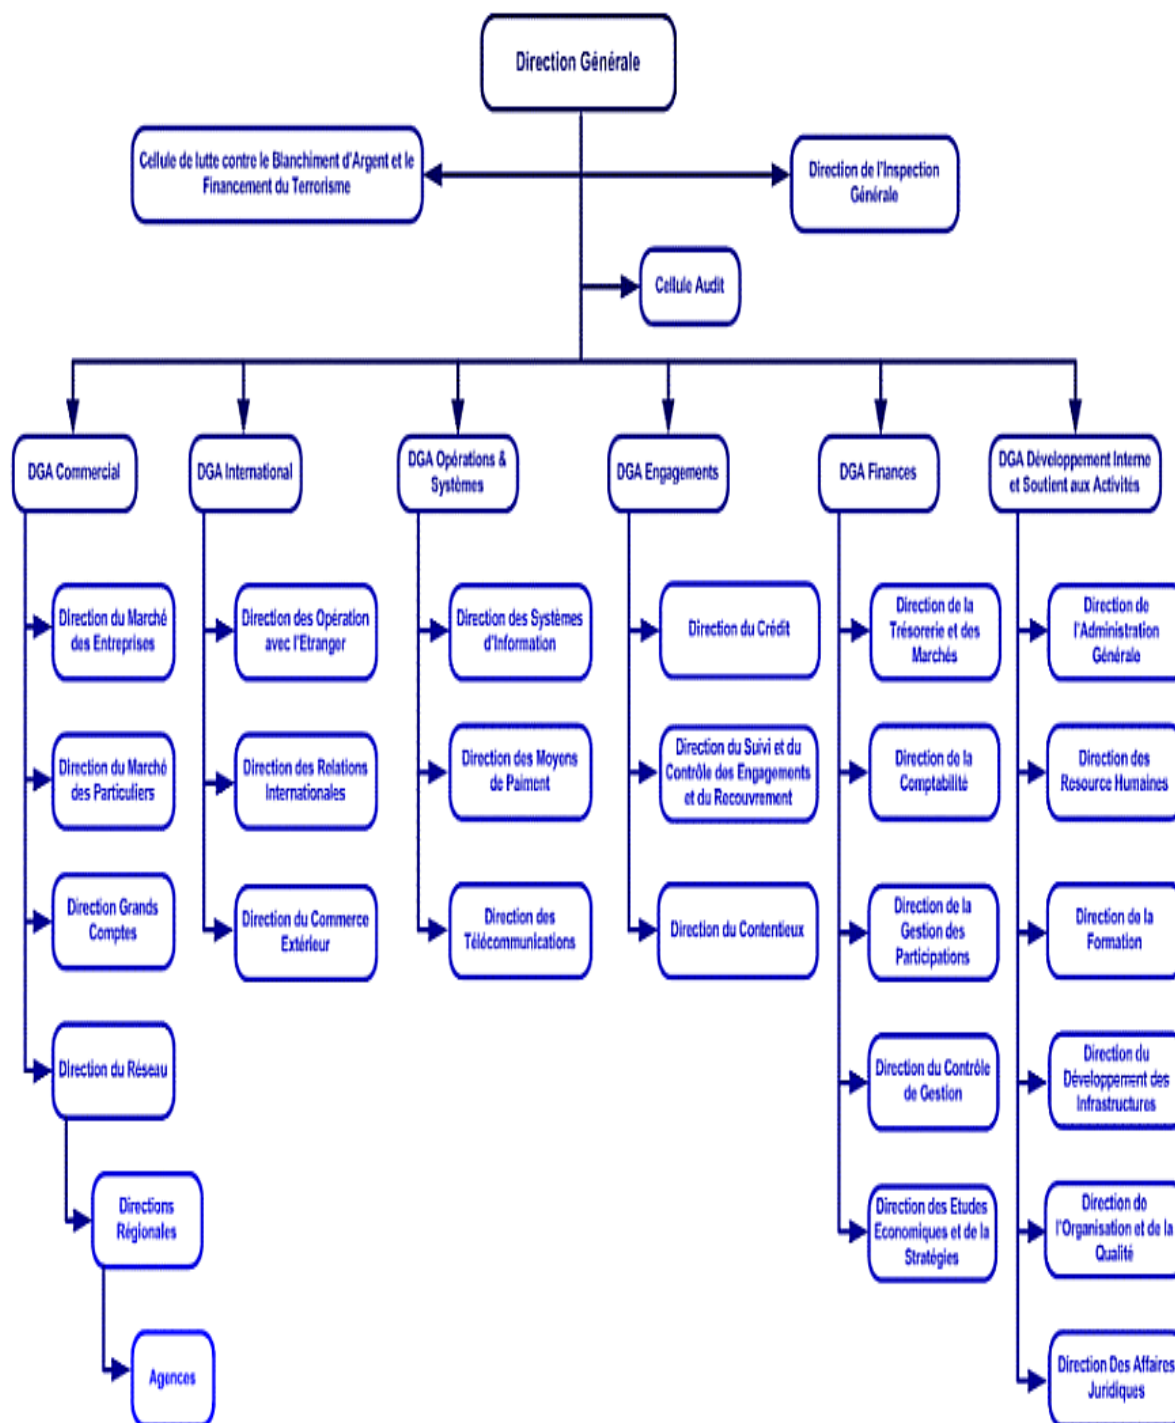 Direction Générale
Cellule de lutte contre le Blanchiment d'Argent et le
Financement du Terrorisme
Direction de l'Inspection
Générale
Cellule Audit
DGA Commercial
DGA International
DGA Opérations &
Systèmes
DGA Engagements
DGA Finances
DGA Développement Interne
et Soutient aux Activités
Direction du Marché
des Entreprises
Direction du Marché
des Particuliers
Direction Grands
Comptes
Direction du Réseau
Directions
Régionales
Agences
Direction des Opération
avec l'Etranger
Direction des Relations
Internationales
Direction du Commerce
Extérieur
Direction des Systèmes
d'Information
Direction des Moyens
de Paiment
Direction des
Télécommunications
Direction du Crédit
Direction du Suivi et du
Contrôle des Engagements
et du Recouvrement
Direction du Contentieux
Direction de la
Trésorerie et des
Marchés
Direction de la
Comptabilité
Direction de la
Gestion des
Participations
Direction du Contrôle
de Gestion
Direction des Etudes
Economiques et de la
Stratégies
Direction de
l'Administration
Générale
Direction des
Resource Humaines
Direction de la
Formation
Direction du
Développement des
Infrastructures
Direction de
l'Organisation et de la
Qualité
Direction Des Affaires
Juridiques